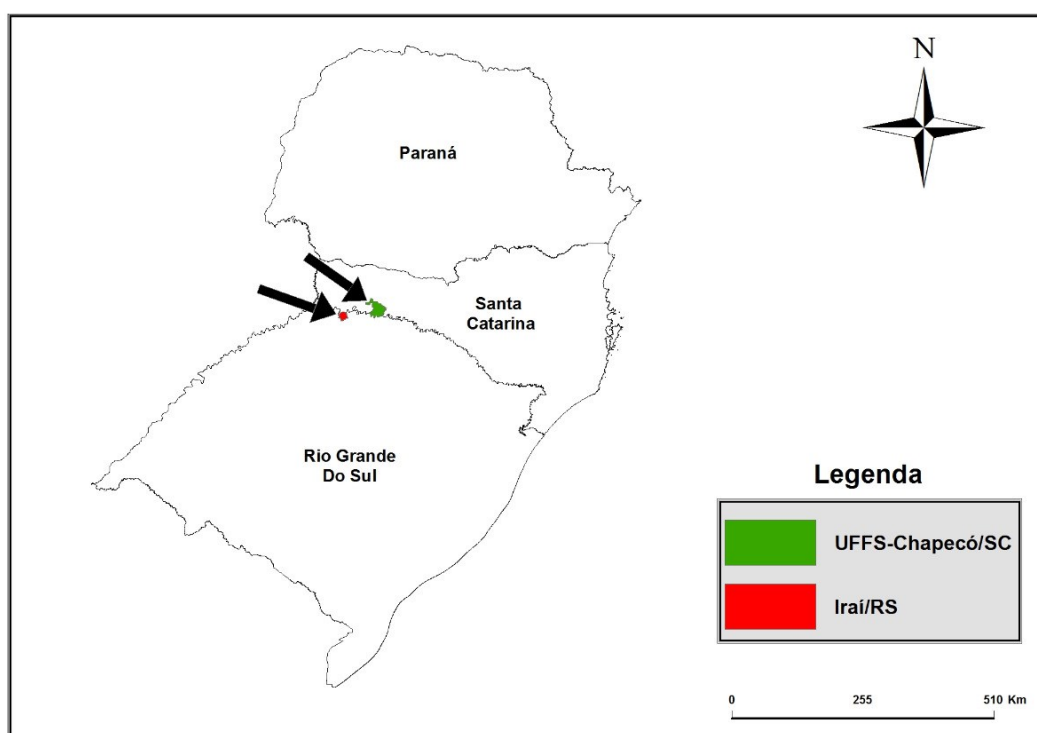 N
Paraná
Santa
Catarina
Rio Grande
Do Sul
Legenda
UFFS-Chapecó/SC
Iraí/RS
0 255 510 Km